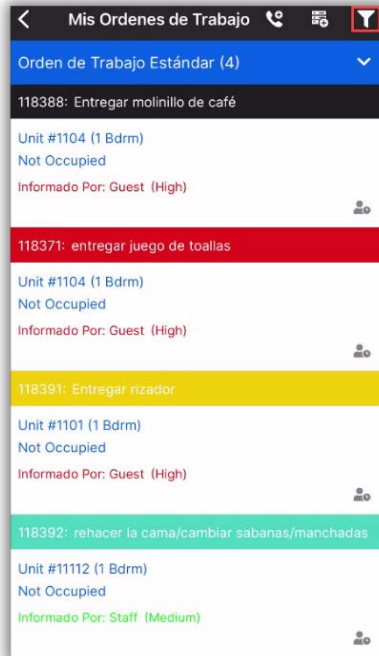 Mis Ordenes de Trabajo
Orden de Trabajo Estándar (4)
118388: Entregar molinillo de café
Unit #1104 (1 Bdrm)
Not Occupied
Informado Por: Guest (High)
118371: entregar juego de toallas
Unit #1104 (1 Bdrm)
Not Occupied
Informado Por: Guest (High)
118391: Entregar rizador
Unit #1101 (1 Bdrm)
Not Occupied
Informado Por: Guest (High)
118392: rehacer la cama/cambiar sabanas/manchadas
Unit #11112 (1 Bdrm)
Not Occupied
Informado Por: Staff (Medium)